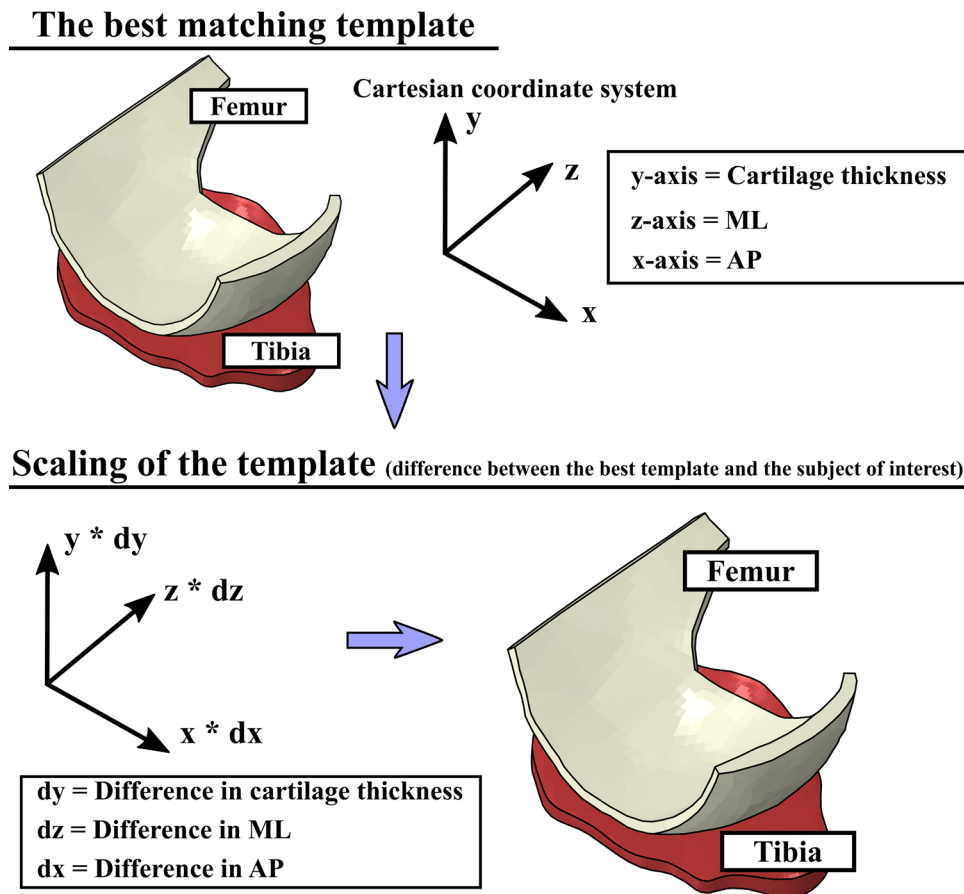 The best matching template
Femur
Cartesian coordinate system
y
z
x
y-axis = Cartilage thickness
z-axis = ML
x-axis = AP
Tibia
Scaling of the template (difference between the best template and the subject of interest)
y * dy
z * dz
x * dx
Femur
dy = Difference in cartilage thickness
dz = Difference in ML
dx = Difference in AP
Tibia